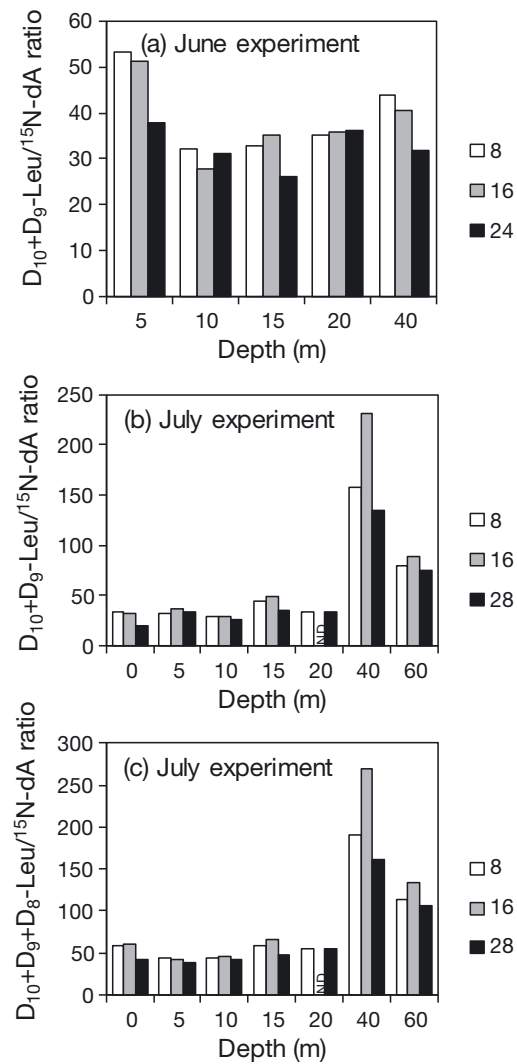 (a) June experiment
D₁₀+D₉-Leu/¹⁵N-dA ratio
60
50
40
30
20
10
0
5 10 15 20 40
Depth (m)
8
16
24
(b) July experiment
D₁₀+D₉-Leu/¹⁵N-dA ratio
250
200
150
100
50
0
ND
0 5 10 15 20 40 60
Depth (m)
8
16
28
(c) July experiment
D₁₀+D₉+D₈-Leu/¹⁵N-dA ratio
300
250
200
150
100
50
0
ND
0 5 10 15 20 40 60
Depth (m)
8
16
28